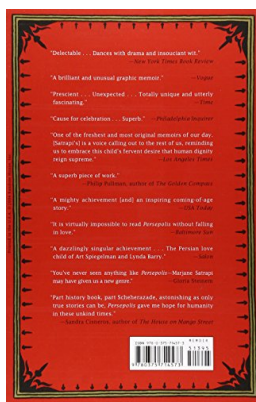 "Delectable . . . Dances with drama and insouciant wit."
—New York Times Book Review
"A brilliant and unusual graphic memoir." —Vogue
"Prescient . . . Unexpected . . . Totally unique and utterly
fascinating." —Time
"Cause for celebration . . . Superb." —Philadelphia Inquirer
"One of the freshest and most original memoirs of our day.
[Satrapi's] is a voice calling out to the rest of us, reminding
us to embrace this child's fervent desire that human dignity
reign supreme." —Los Angeles Times
"A superb piece of work."
—Philip Pullman, author of The Golden Compass
"A mighty achievement [and] an inspiring coming-of-age
story." —USA Today
"It is virtually impossible to read Persepolis without falling
in love." —Baltimore Sun
"A dazzlingly singular achievement . . . The Persian love
child of Art Spiegelman and Lynda Barry." —Salon
"You've never seen anything like Persepolis—Marjane Satrapi
may have given us a new genre." —Gloria Steinem
"Part history book, part Scheherazade, astonishing as only
true stories can be, Persepolis gave me hope for humanity
in these unkind times."
—Sandra Cisneros, author of The House on Mango Street
51395